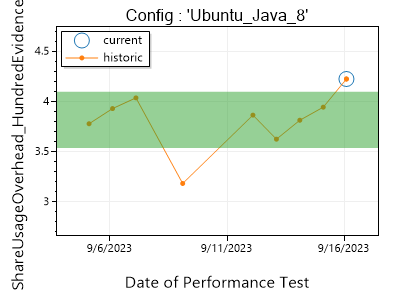 Config : 'Ubuntu_Java_8'
current
historic
ShareUsageOverhead_HundredEvidence
4.5
4
3.5
3
9/6/2023
9/11/2023
9/16/2023
Date of Performance Test